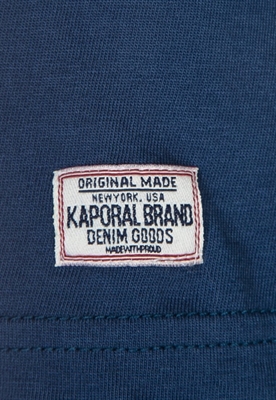 ORIGINAL MADE
NEWYORK, USA
KAPORAL BRAND
DENIM GOODS
MADEWITHPROUD